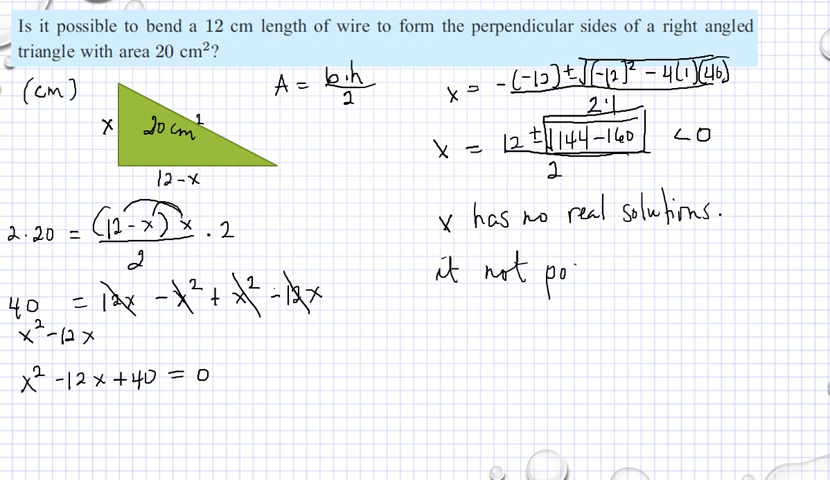 Is it possible to bend a 12 cm length of wire to form the perpendicular sides of a right angled
triangle with area 20 cm²?
(cm)
A = b.h/2
x
20 cm²
12-x
2.20 = (12-x)x/2 . 2
40 = 12x - x² + x² - 12x
x²-12x
x² -12x + 40 = 0
x = -(-12) ± √(-12)² - 4(1)(40)/2.1
x = 12 ± √144-160/2 <0
x has no real solutions.
it not po